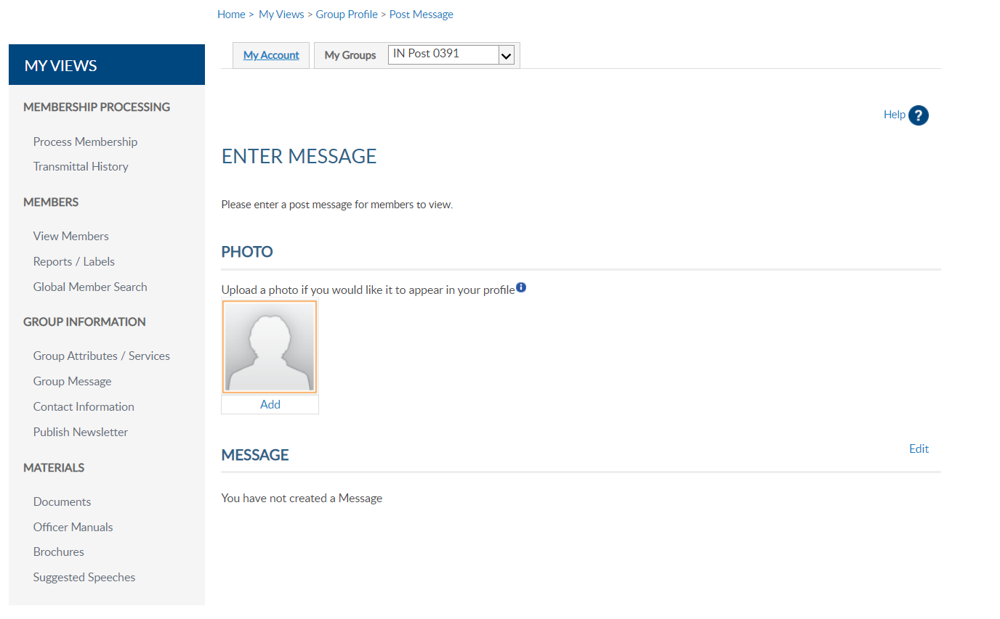 Home > My Views > Group Profile > Post Message
MY VIEWS
MEMBERSHIP PROCESSING
Process Membership
Transmittal History
MEMBERS
View Members
Reports / Labels
Global Member Search
GROUP INFORMATION
Group Attributes / Services
Group Message
Contact Information
Publish Newsletter
MATERIALS
Documents
Officer Manuals
Brochures
Suggested Speeches
My Account My Groups IN Post 0391
Help ?
ENTER MESSAGE
Please enter a post message for members to view.
PHOTO
Upload a photo if you would like it to appear in your profile i
Add
MESSAGE Edit
You have not created a Message